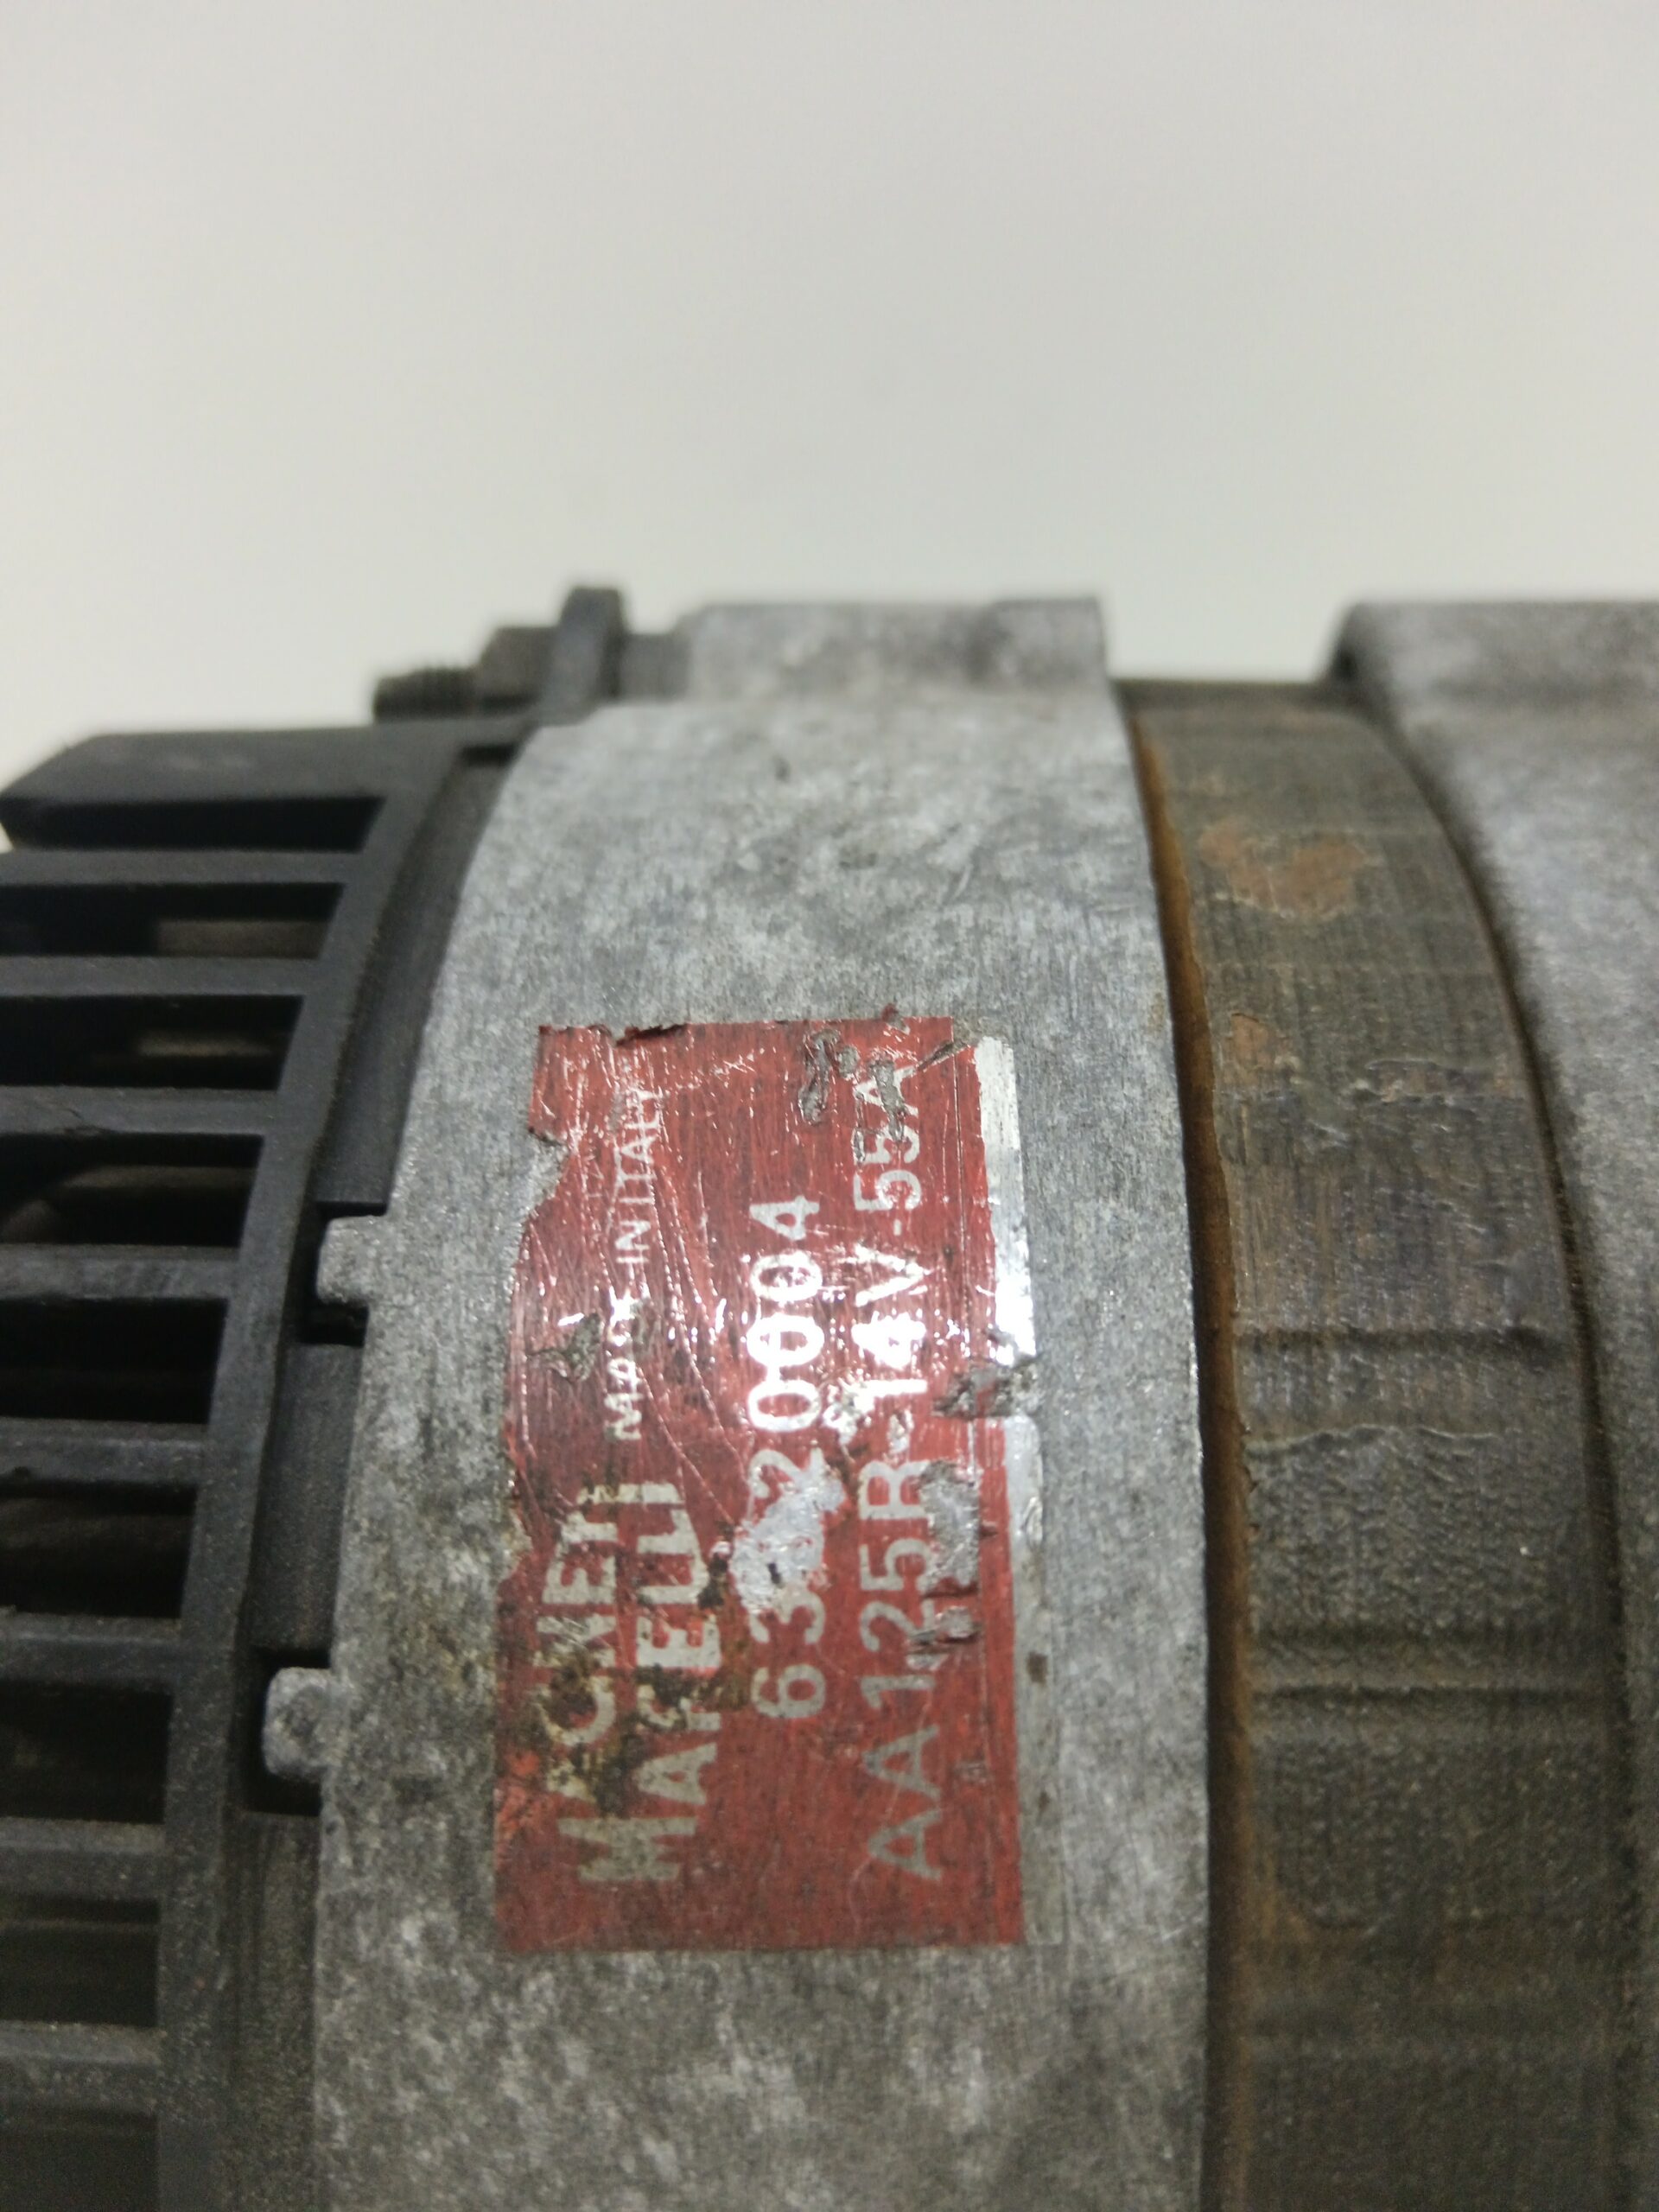 MAGNETI
MARELLI MADE IN ITALY
63320004
AA125R-14V-55A